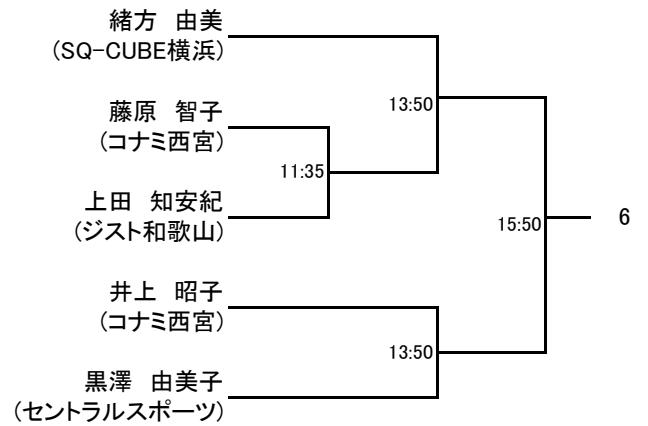 緒方　由美
(SQ-CUBE横浜)
13:50
藤原　智子
(コナミ西宮)
11:35
上田　知安紀
(ジスト和歌山)
15:50
6
井上　昭子
(コナミ西宮)
13:50
黒澤　由美子
(セントラルスポーツ)